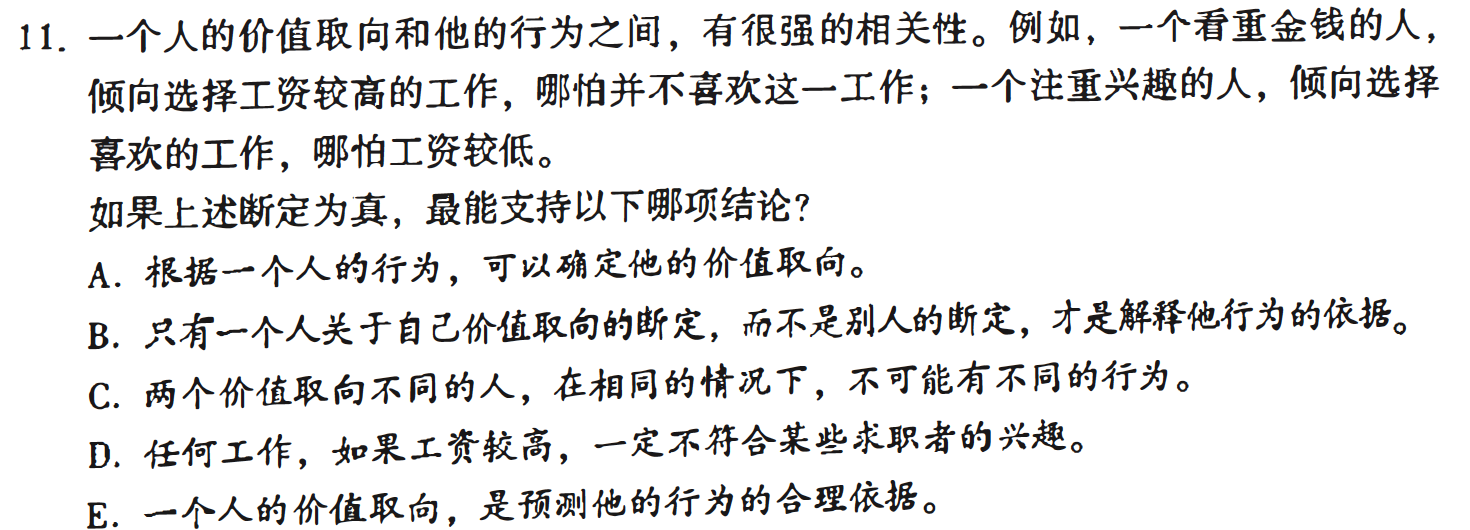 11. 一个人的价值取向和他的行为之间，有很强的相关性。例如，一个看重金钱的人，
倾向选择工资较高的工作，哪怕并不喜欢这一工作；一个注重兴趣的人，倾向选择
喜欢的工作，哪怕工资较低。
如果上述断定为真，最能支持以下哪项结论？
A. 根据一个人的行为，可以确定他的价值取向。
B. 只有一个人关于自己价值取向的断定，而不是别人的断定，才是解释他行为的依据。
C. 两个价值取向不同的人，在相同的情况下，不可能有不同的行为。
D. 任何工作，如果工资较高，一定不符合某些求职者的兴趣。
E. 一个人的价值取向，是预测他的行为的合理依据。